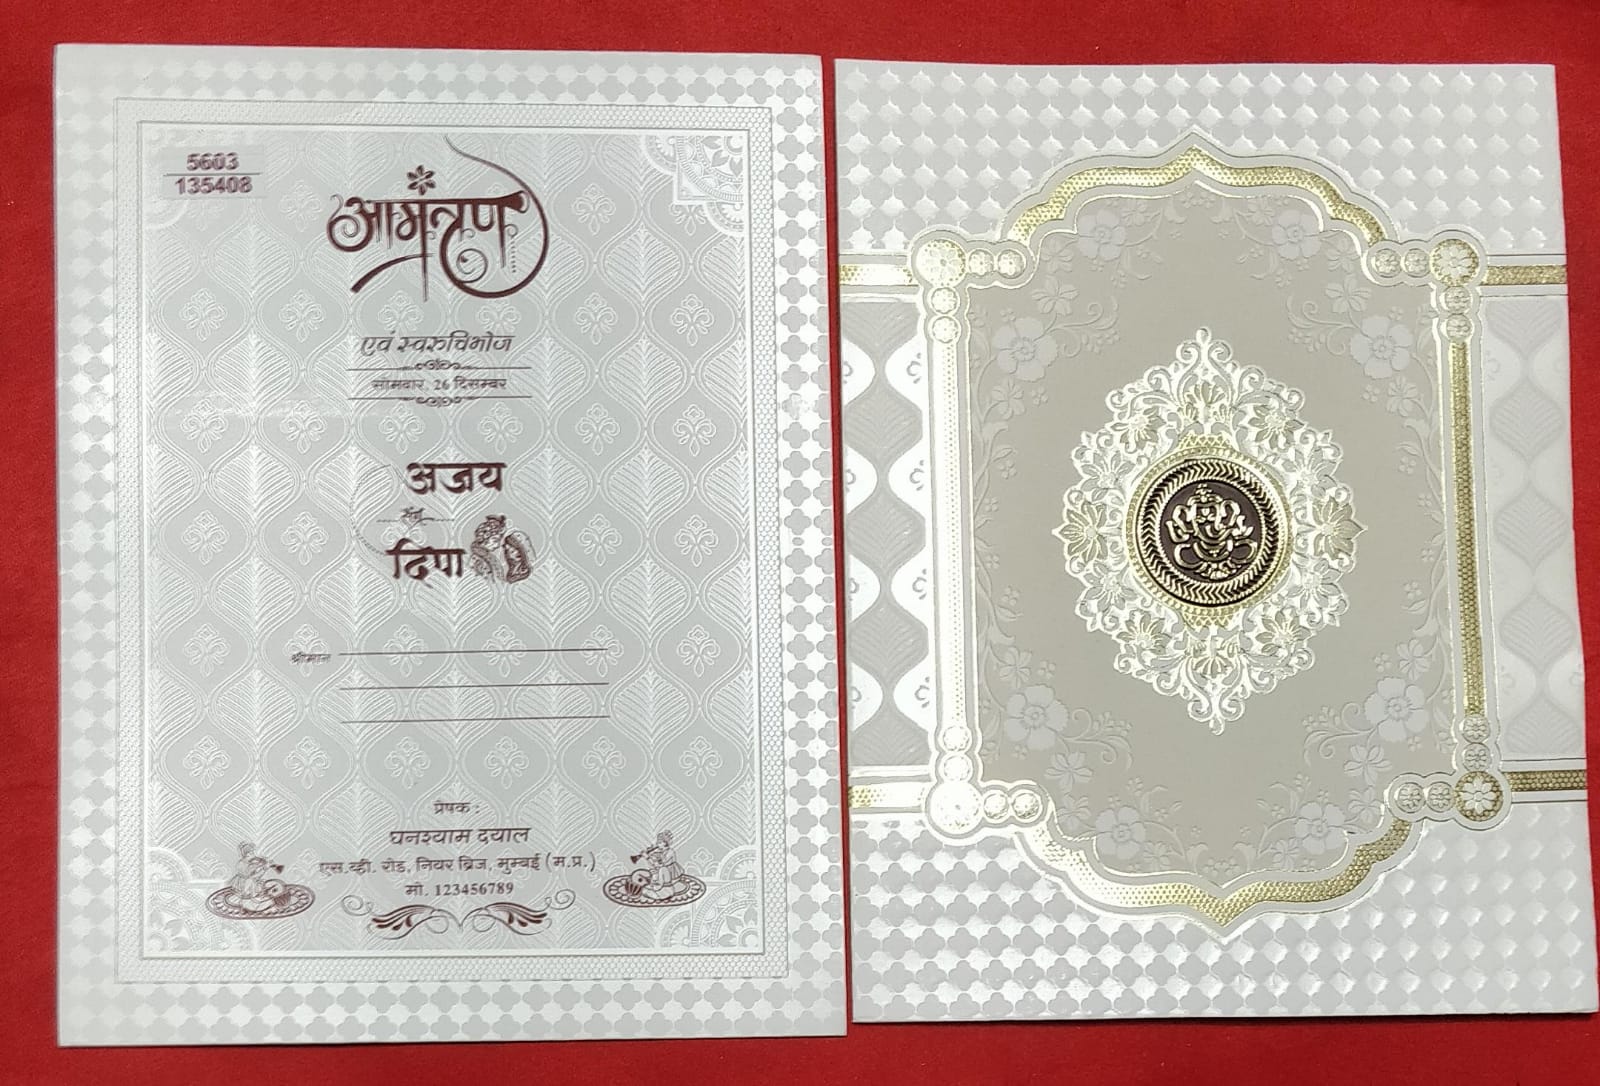 5603
135408
आमंत्रण
एवं स्वरुचिभोज
सोमवार, 26 दिसम्बर
अजय
संग
दिपा
श्रीमान
प्रेषक :
घनश्याम दयाल
एस.व्ही. रोड, नियर ब्रिज, मुम्बई (म.प्र.)
मो. 123456789